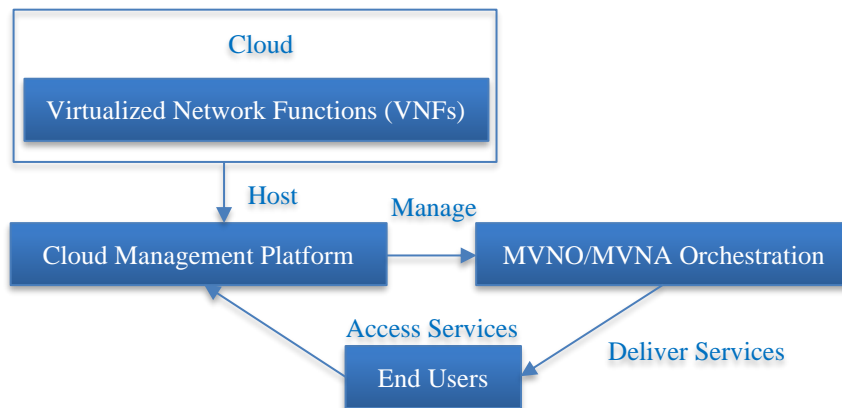 Cloud
Virtualized Network Functions (VNFs)
Host
Manage
Cloud Management Platform
MVNO/MVNA Orchestration
Access Services
Deliver Services
End Users